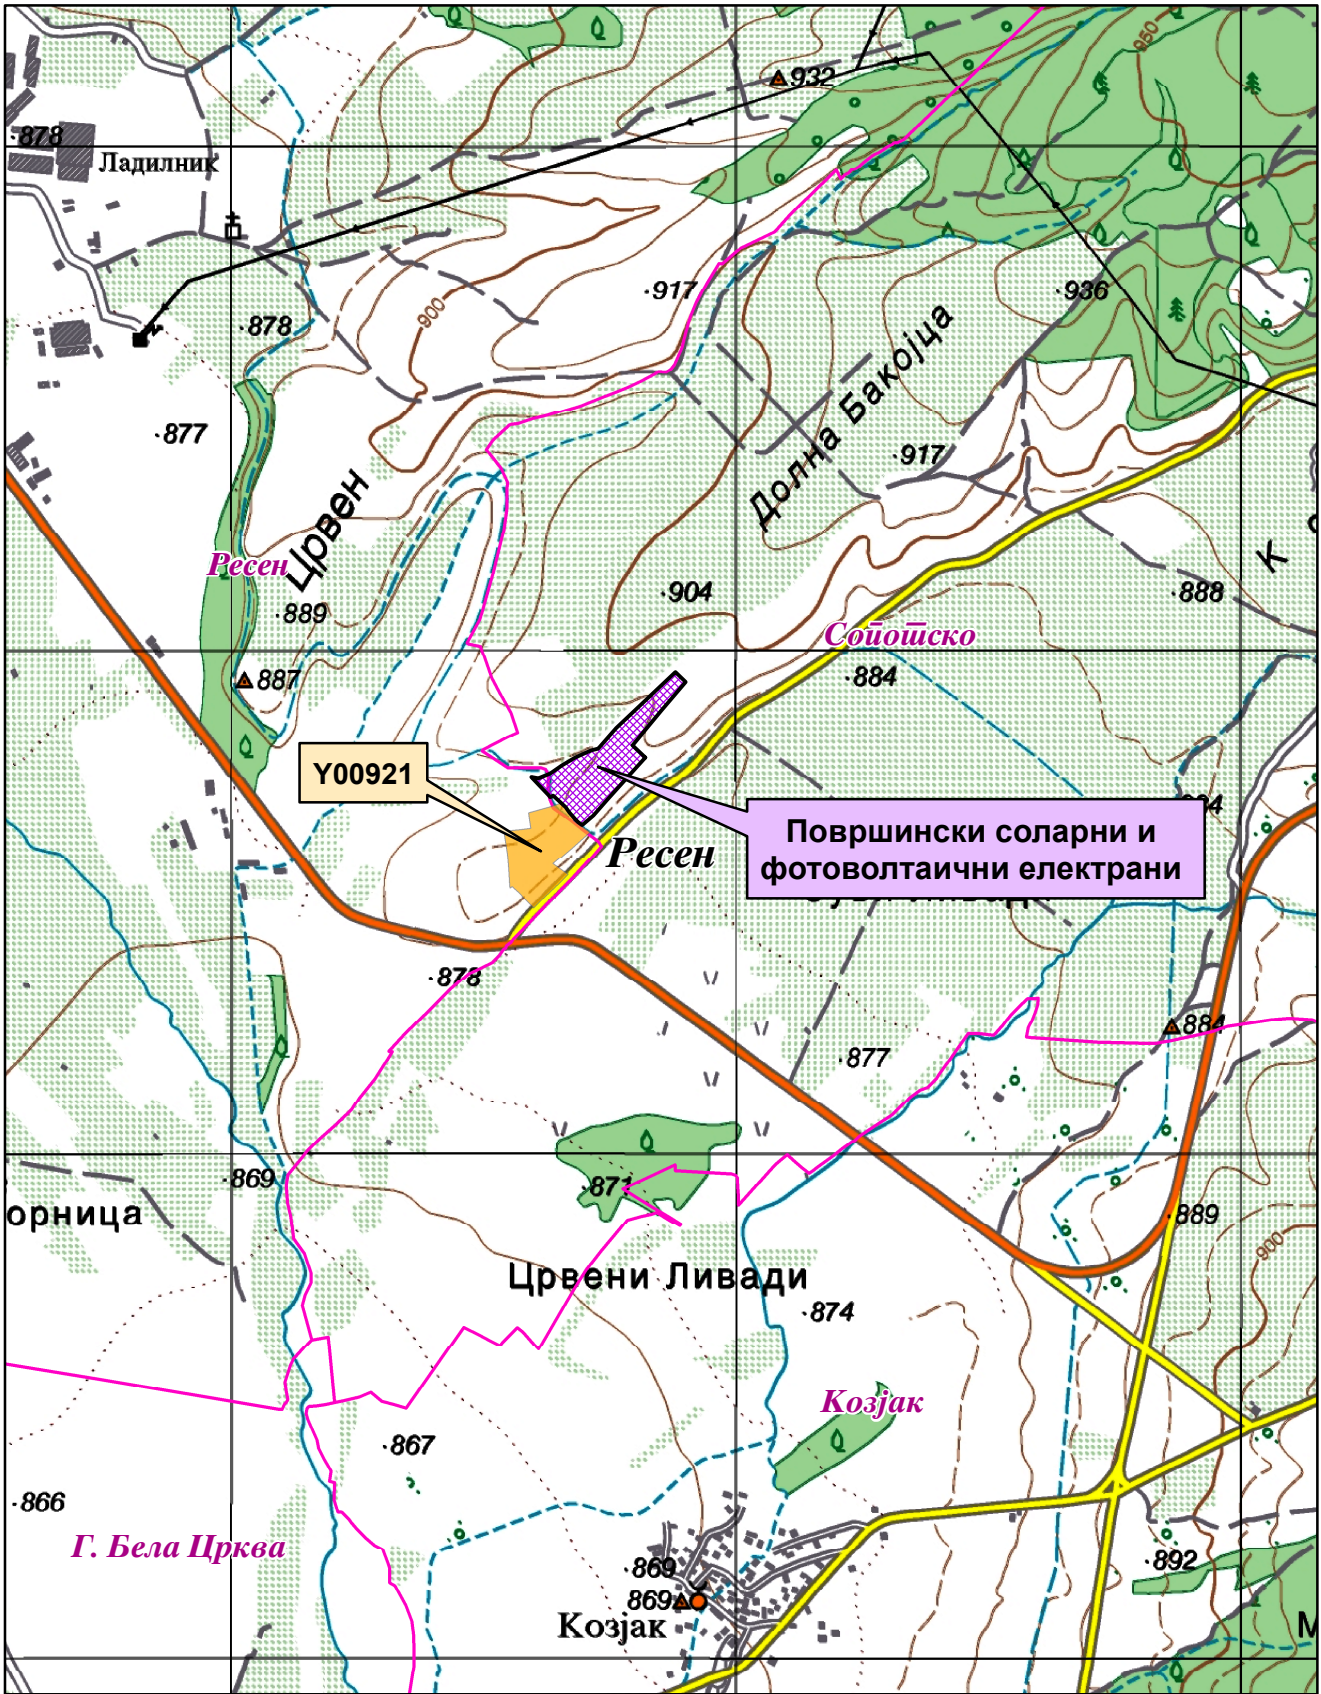 950
932
878
Ладилник
917
936
900
878
877
Долна Бакојца
917
Црвен
К
Ресен
889
904
888
Сопотско
887
884
Y00921
Површински соларни и
фотоволтаични електрани
Ресен
878
884
877
869
871
орница
889
900
Црвени Ливади
874
Козјак
867
866
Г. Бела Црква
869
892
869
Козјак
М